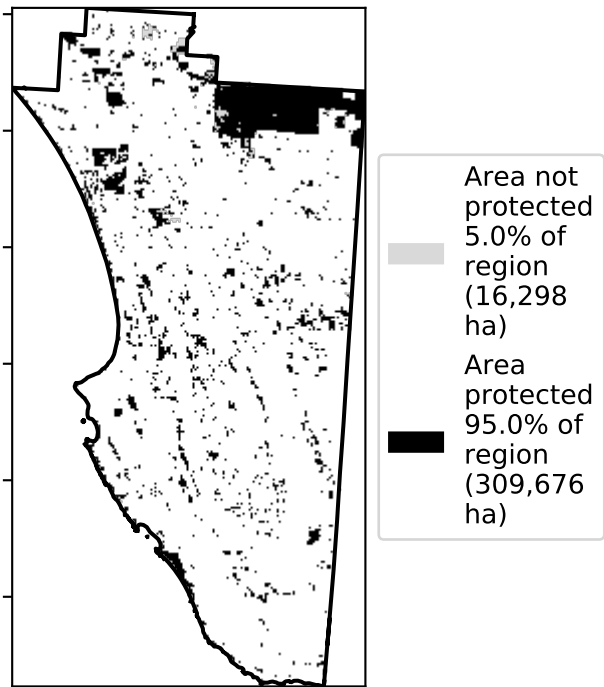 Area not
protected
5.0% of
region
(16,298
ha)
Area
protected
95.0% of
region
(309,676
ha)